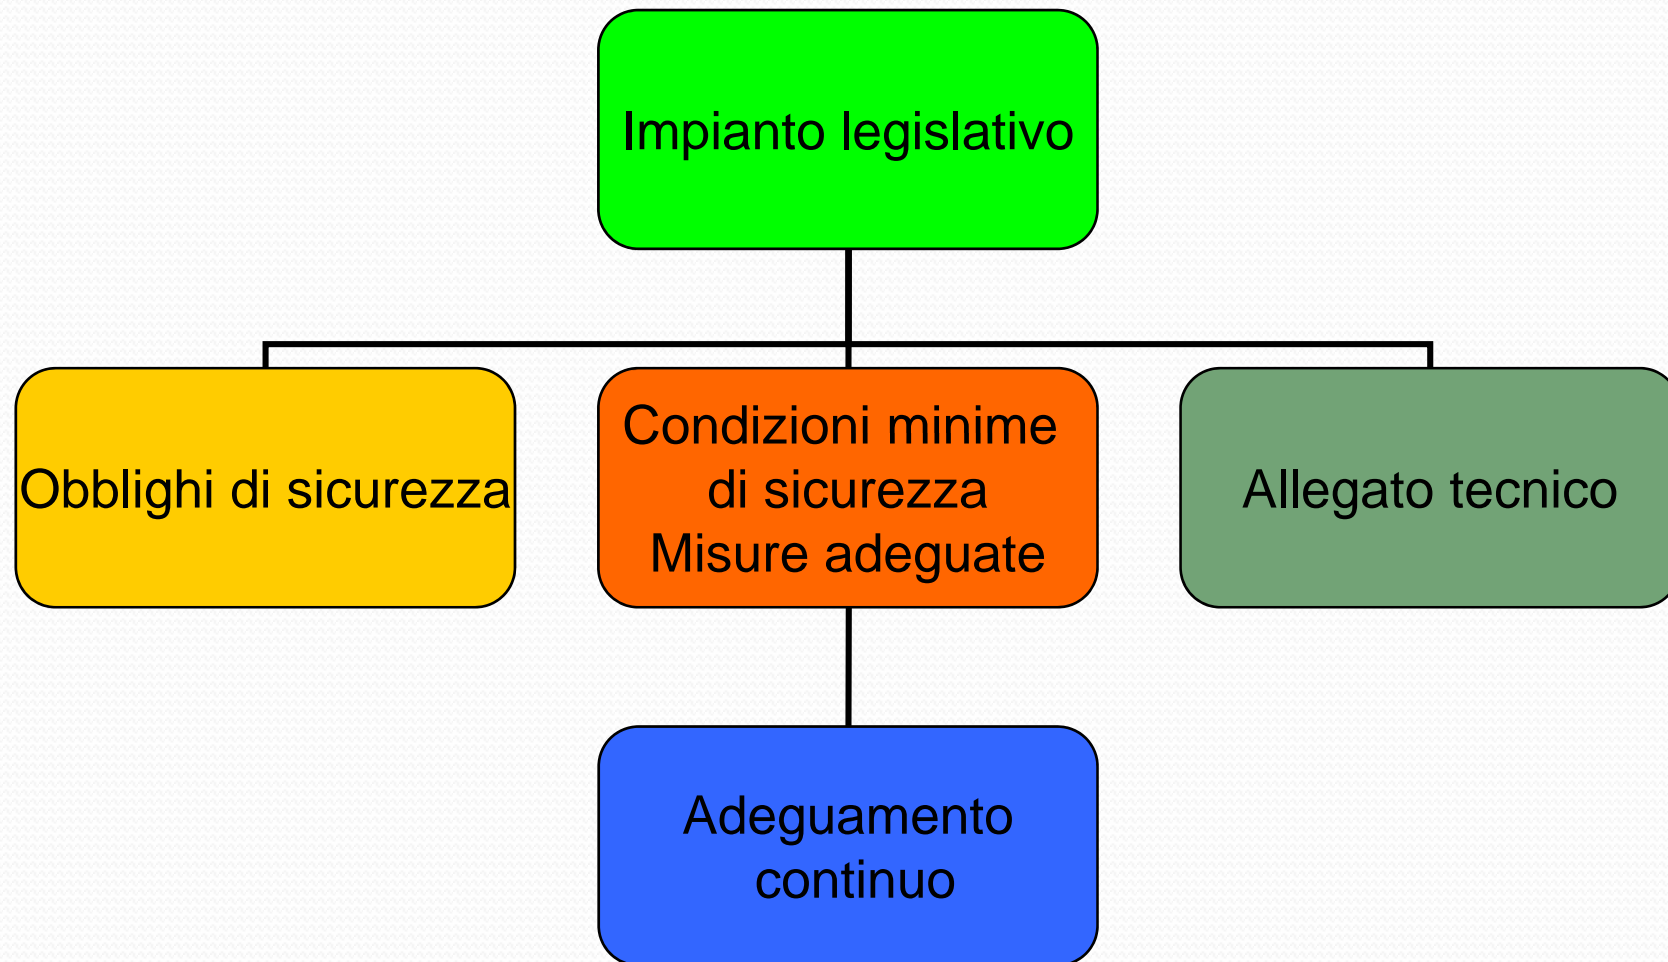 Impianto legislativo
Obblighi di sicurezza
Condizioni minime
di sicurezza
Misure adeguate
Allegato tecnico
Adeguamento
continuo